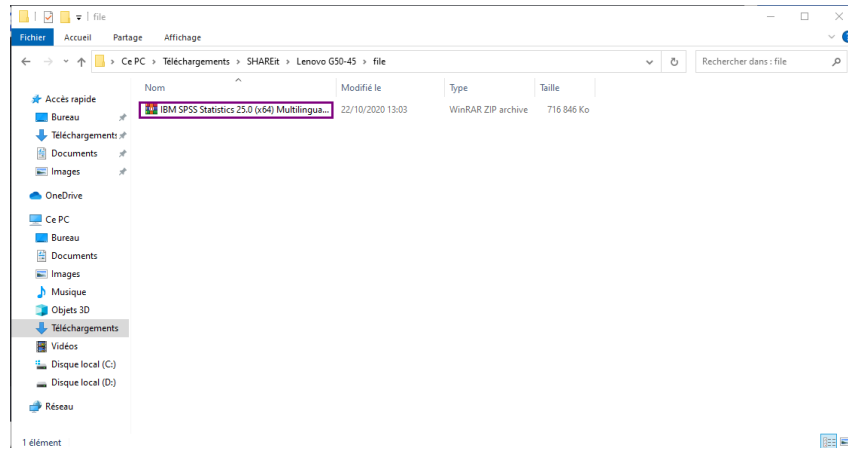 file
Fichier Accueil Partage Affichage
Ce PC > Téléchargements > SHAREit > Lenovo G50-45 > file
Rechercher dans : file
Nom Modifié le Type Taille
IBM SPSS Statistics 25.0 (x64) Multilingua... 22/10/2020 13:03 WinRAR ZIP archive 716 846 Ko
Accès rapide
Bureau
Téléchargements
Documents
Images
OneDrive
Ce PC
Bureau
Documents
Images
Musique
Objets 3D
Téléchargements
Vidéos
Disque local (C:)
Disque local (D:)
Réseau
1 élément